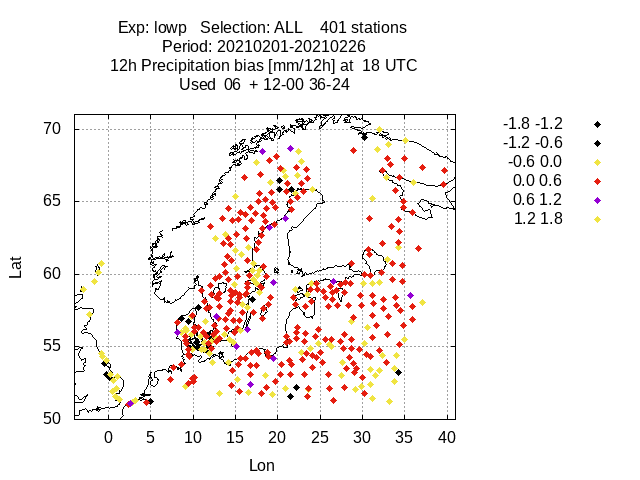 Exp: lowp Selection: ALL 401 stations
Period: 20210201-20210226
12h Precipitation bias [mm/12h] at 18 UTC
Used 06 + 12-00 36-24
-1.8 -1.2
-1.2 -0.6
-0.6 0.0
0.0 0.6
0.6 1.2
1.2 1.8
70
65
60
55
50
Lat
0 5 10 15 20 25 30 35 40
Lon